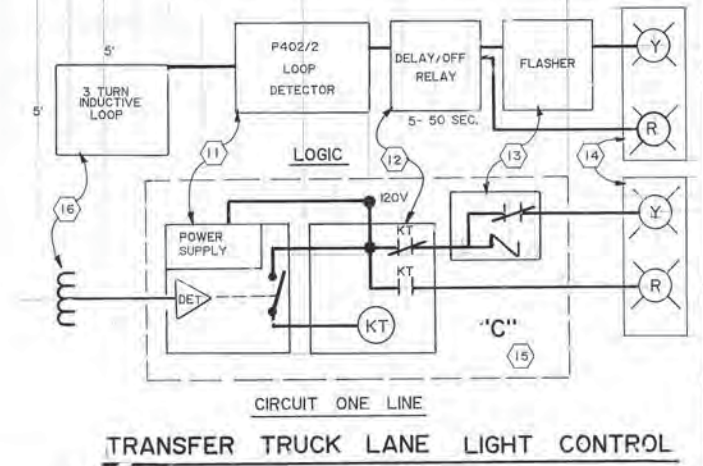 5'
5'
3 TURN
INDUCTIVE
LOOP
P402/2
LOOP
DETECTOR
DELAY/OFF
RELAY
5-50 SEC.
FLASHER
Y
R
11
LOGIC
12
13
14
16
120V
POWER
SUPPLY
KT
KT
DET
KT
Y
R
"C"
15
CIRCUIT ONE LINE
TRANSFER TRUCK LANE LIGHT CONTROL